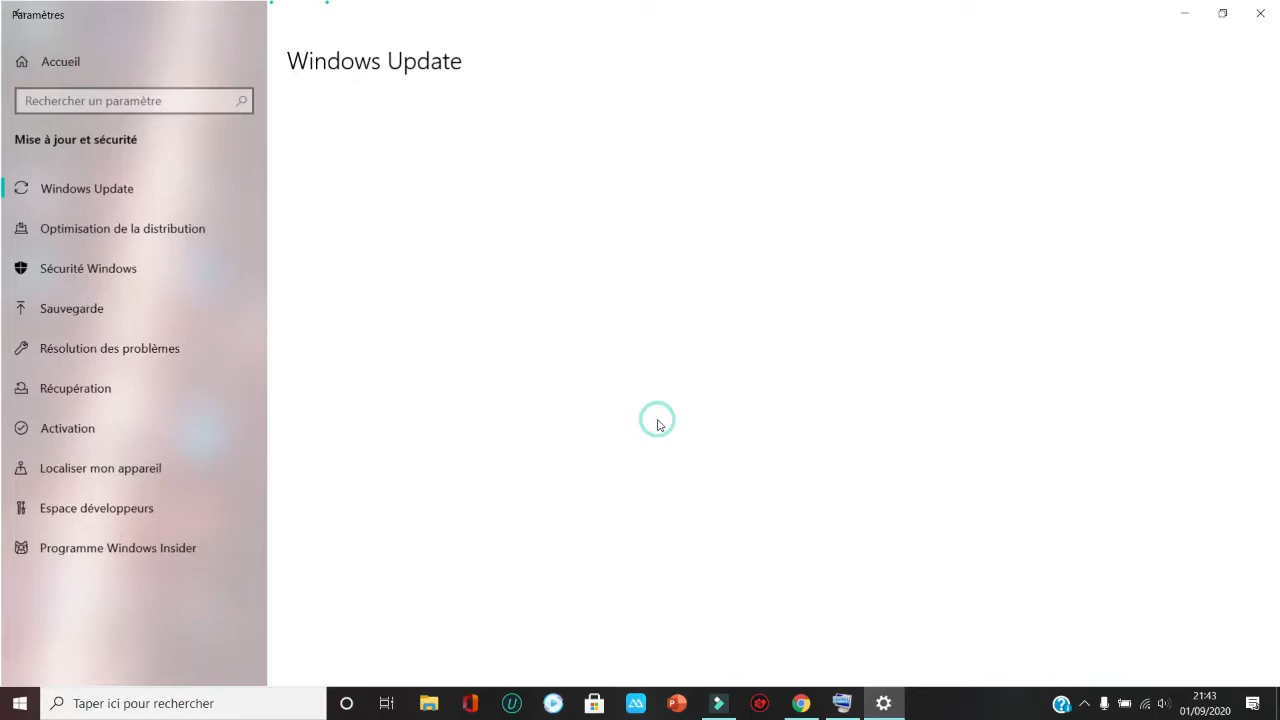 Paramètres
Accueil
Rechercher un paramètre
Mise à jour et sécurité
Windows Update
Optimisation de la distribution
Sécurité Windows
Sauvegarde
Résolution des problèmes
Récupération
Activation
Localiser mon appareil
Espace développeurs
Programme Windows Insider
Windows Update
Taper ici pour rechercher
21:43
01/09/2020